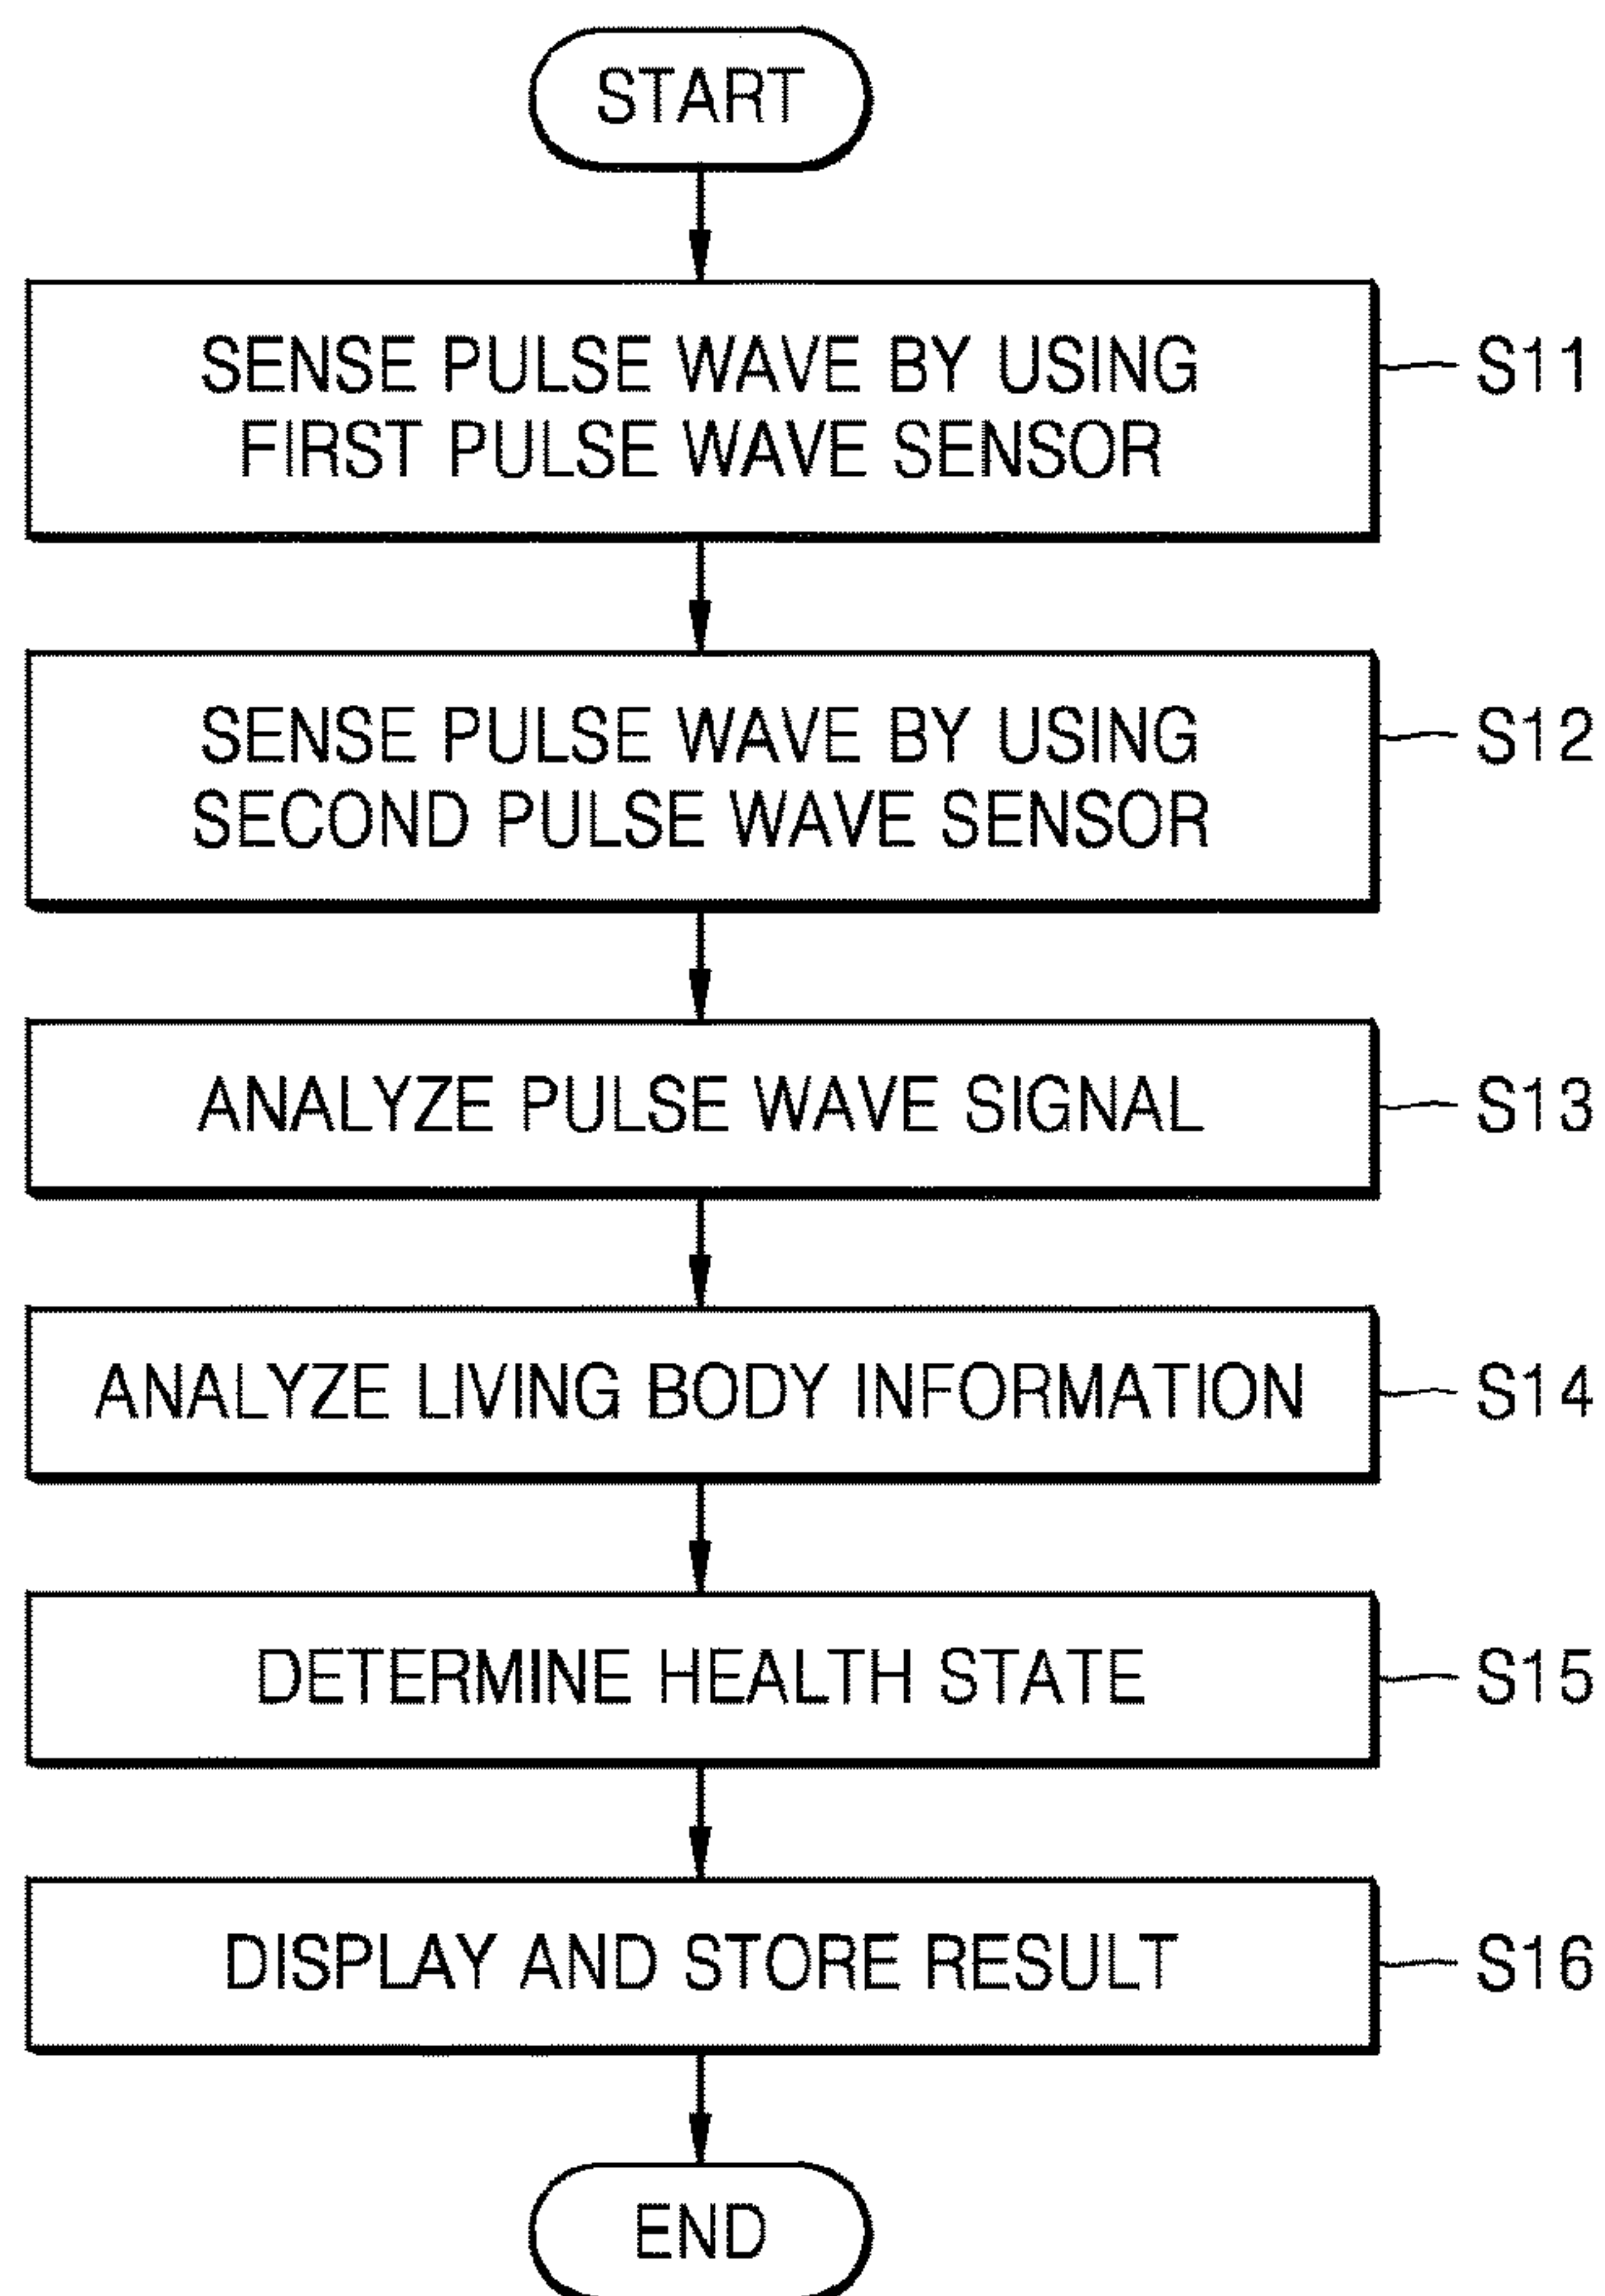 START
SENSE PULSE WAVE BY USING
FIRST PULSE WAVE SENSOR
S11
SENSE PULSE WAVE BY USING
SECOND PULSE WAVE SENSOR
S12
ANALYZE PULSE WAVE SIGNAL
S13
ANALYZE LIVING BODY INFORMATION
S14
DETERMINE HEALTH STATE
S15
DISPLAY AND STORE RESULT
S16
END